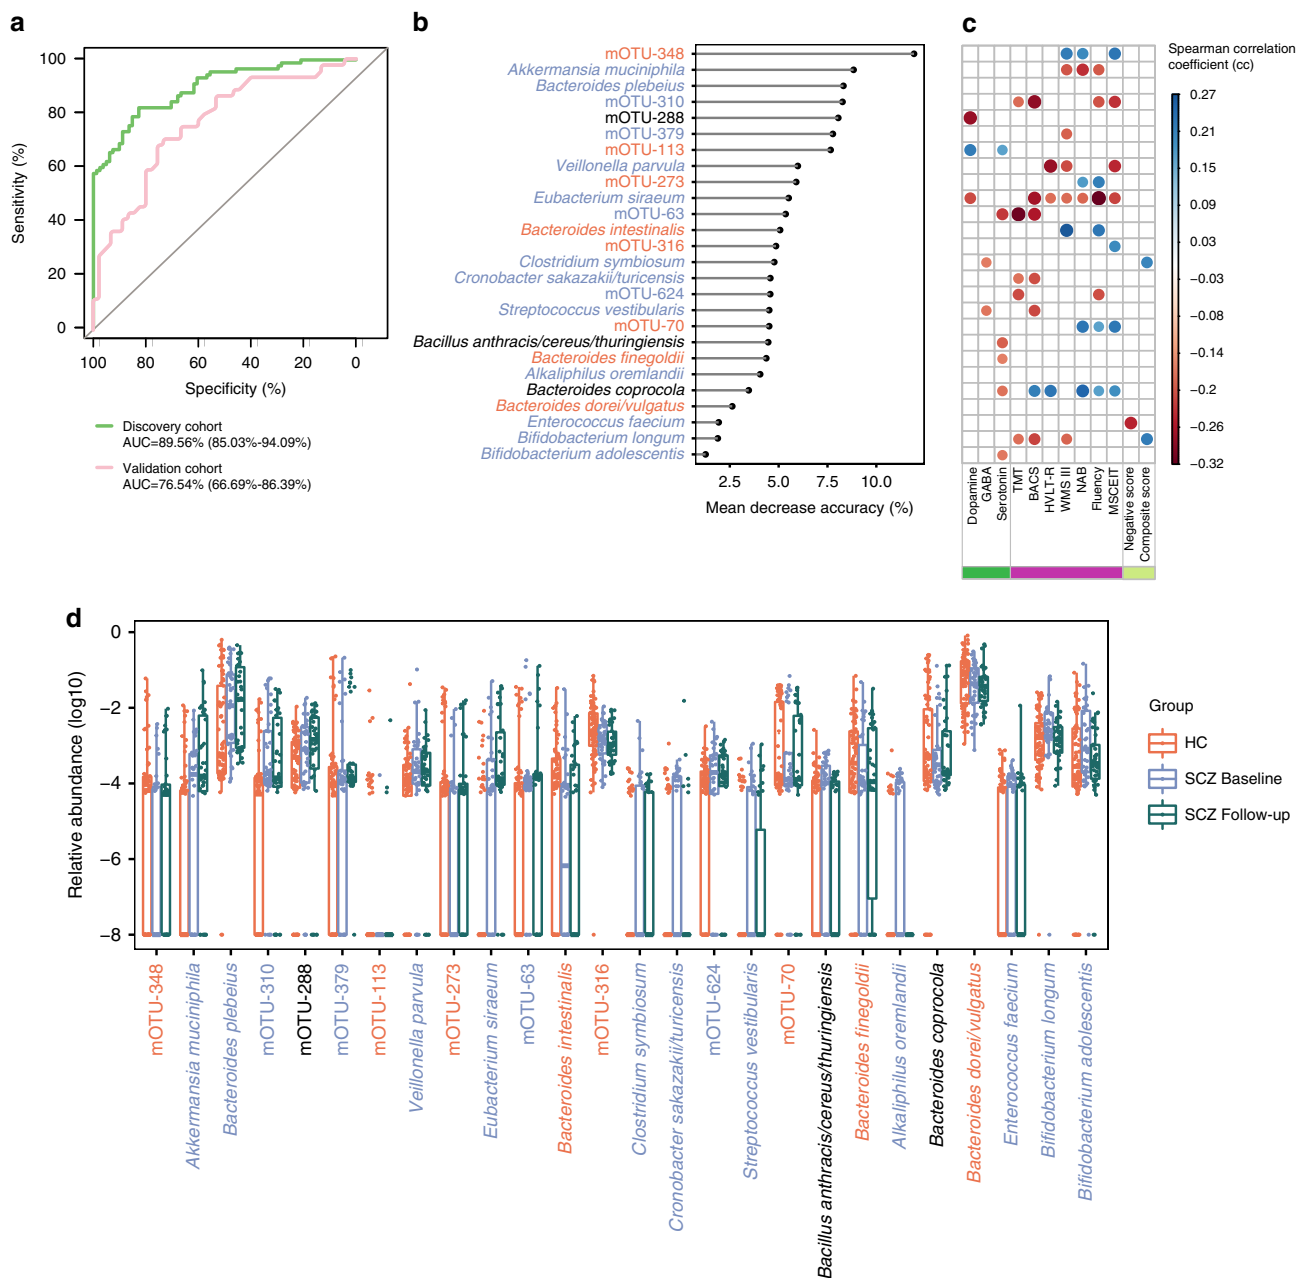 a
100
80
60
40
20
0
Sensitivity (%)
100 80 60 40 20 0
Specificity (%)
Discovery cohort
AUC=89.56% (85.03%-94.09%)
Validation cohort
AUC=76.54% (66.69%-86.39%)
b
mOTU-348
Akkermansia muciniphila
Bacteroides plebeius
mOTU-310
mOTU-288
mOTU-379
mOTU-113
Veillonella parvula
mOTU-273
Eubacterium siraeum
mOTU-63
Bacteroides intestinalis
mOTU-316
Clostridium symbiosum
Cronobacter sakazakii/turicensis
mOTU-624
Streptococcus vestibularis
mOTU-70
Bacillus anthracis/cereus/thuringiensis
Bacteroides finegoldii
Alkaliphilus oremlandii
Bacteroides coprocola
Bacteroides dorei/vulgatus
Enterococcus faecium
Bifidobacterium longum
Bifidobacterium adolescentis
2.5 5.0 7.5 10.0
Mean decrease accuracy (%)
c
Spearman correlation
coefficient (cc)
0.27
0.21
0.15
0.09
0.03
−0.03
−0.08
−0.14
−0.2
−0.26
−0.32
Dopamine
GABA
Serotonin
TMT
BACS
HVLT-R
WMS III
NAB
Fluency
MSCEIT
Negative score
Composite score
d
0
−2
−4
−6
−8
Relative abundance (log10)
Group
HC
SCZ Baseline
SCZ Follow-up
mOTU-348
Akkermansia muciniphila
Bacteroides plebeius
mOTU-310
mOTU-288
mOTU-379
mOTU-113
Veillonella parvula
mOTU-273
Eubacterium siraeum
mOTU-63
Bacteroides intestinalis
mOTU-316
Clostridium symbiosum
Cronobacter sakazakii/turicensis
mOTU-624
Streptococcus vestibularis
mOTU-70
Bacillus anthracis/cereus/thuringiensis
Bacteroides finegoldii
Alkaliphilus oremlandii
Bacteroides coprocola
Bacteroides dorei/vulgatus
Enterococcus faecium
Bifidobacterium longum
Bifidobacterium adolescentis